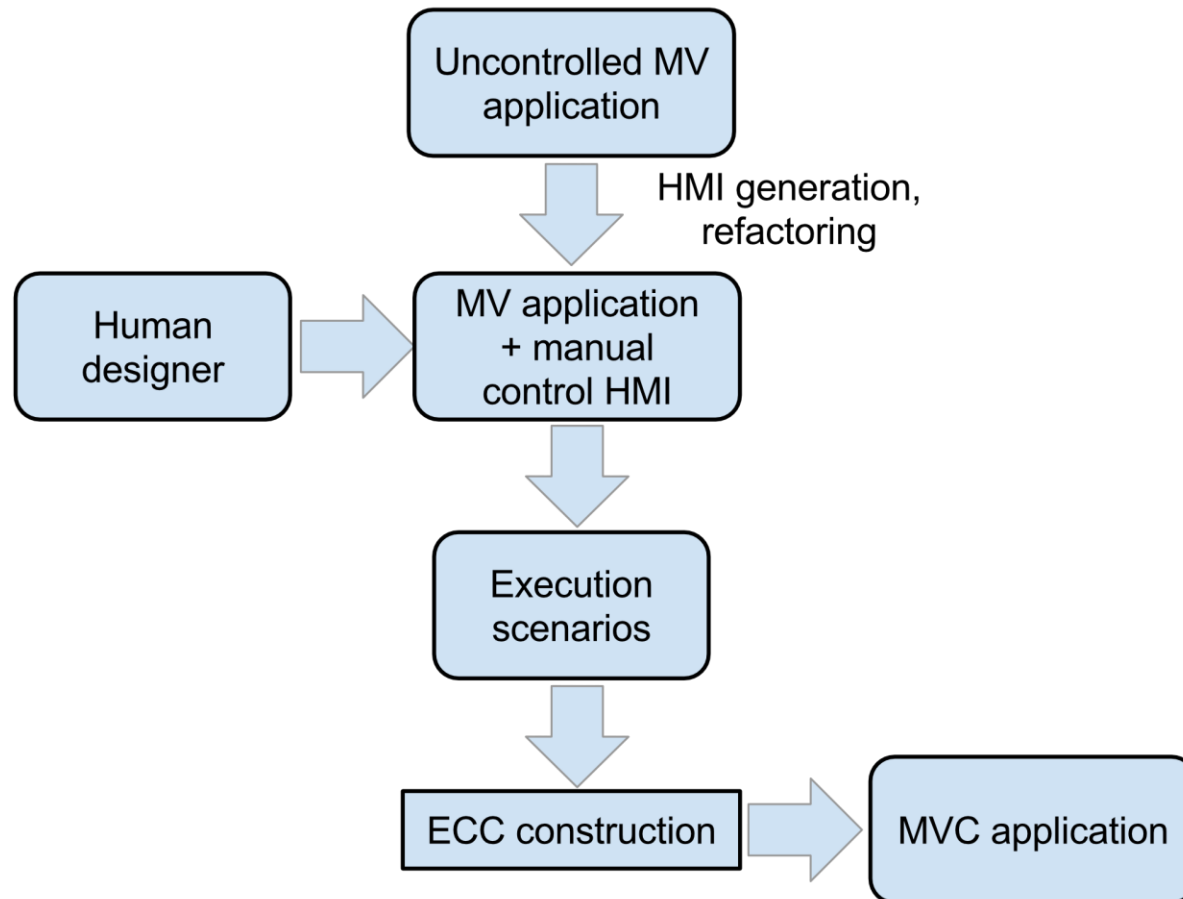 Uncontrolled MV
application
HMI generation,
refactoring
Human
designer
MV application
+ manual
control HMI
Execution
scenarios
ECC construction
MVC application